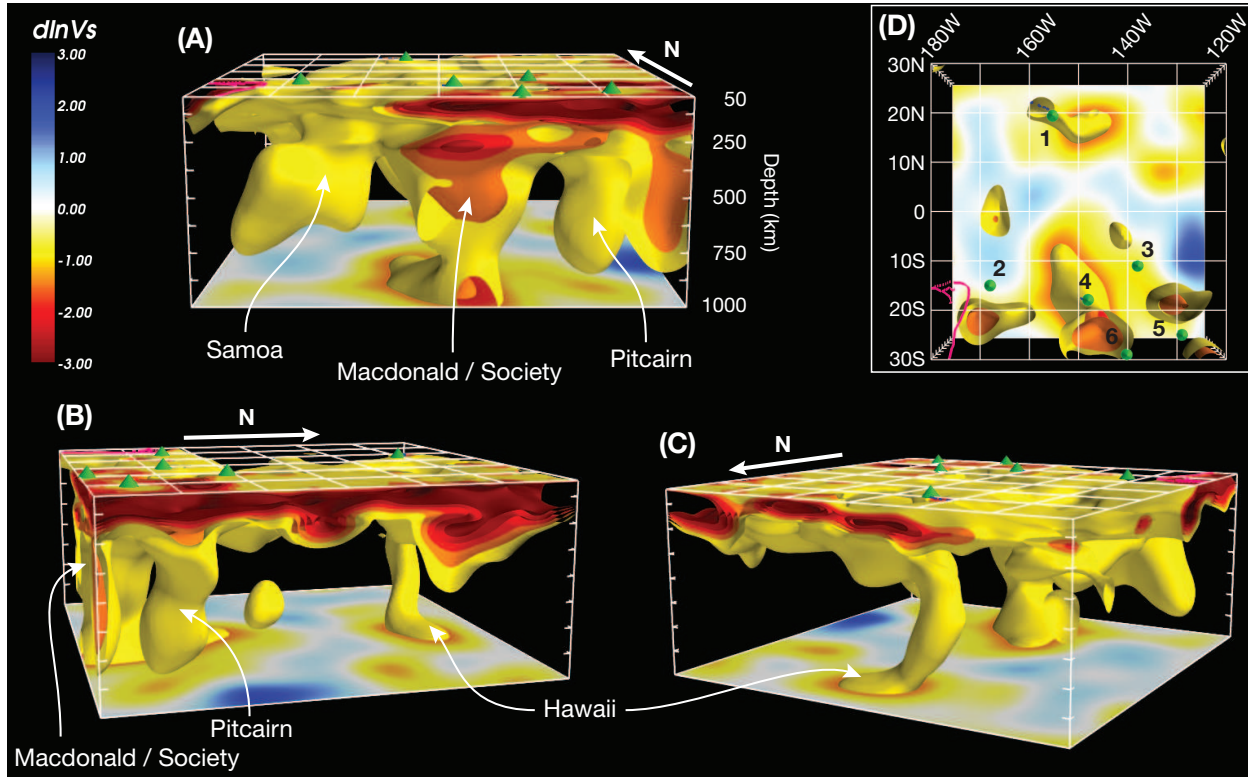 dlnVs
3.00
2.00
1.00
0.00
-1.00
-2.00
-3.00
(A)
N
50
250
500
750
1000
Depth (km)
Samoa
Macdonald / Society
Pitcairn
(D)
180W
160W
140W
120W
30N
20N
10N
0
10S
20S
30S
1
2
3
4
5
6
(B)
N
Pitcairn
Macdonald / Society
Hawaii
(C)
N